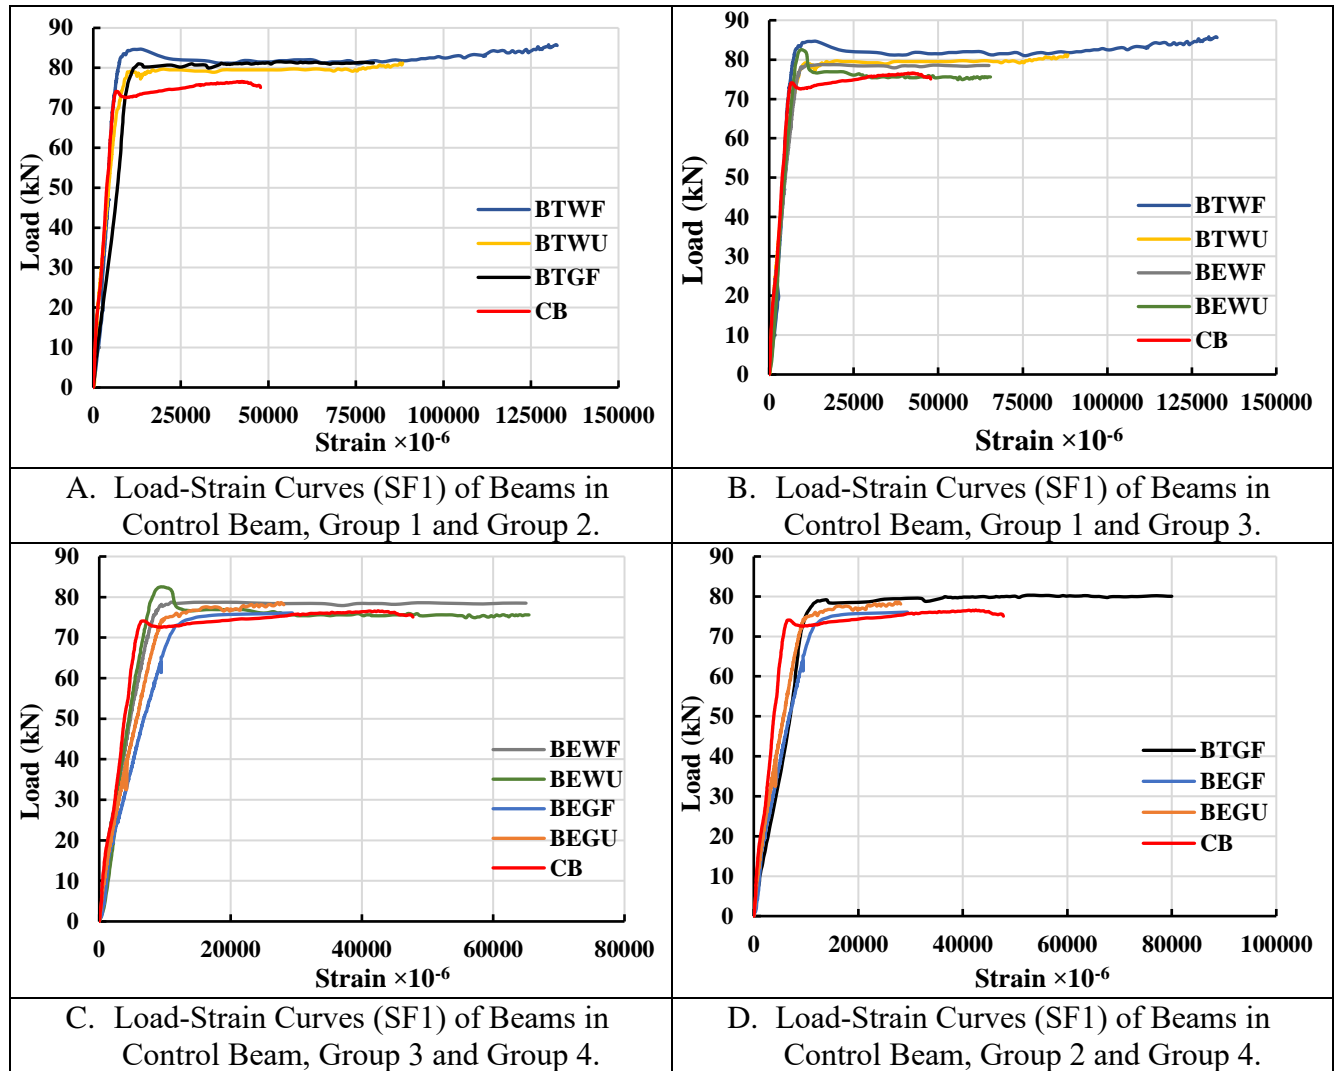 90
80
70
60
50
40
30
20
10
0
Load (kN)
BTWF
BTWU
BTGF
CB
0 25000 50000 75000 100000 125000 150000
Strain ×10-6
A. Load-Strain Curves (SF1) of Beams in
Control Beam, Group 1 and Group 2.
90
80
70
60
50
40
30
20
10
0
Load (kN)
BTWF
BTWU
BEWF
BEWU
CB
0 25000 50000 75000 100000 125000 150000
Strain ×10-6
B. Load-Strain Curves (SF1) of Beams in
Control Beam, Group 1 and Group 3.
90
80
70
60
50
40
30
20
10
0
Load (kN)
BEWF
BEWU
BEGF
BEGU
CB
0 20000 40000 60000 80000
Strain ×10-6
C. Load-Strain Curves (SF1) of Beams in
Control Beam, Group 3 and Group 4.
90
80
70
60
50
40
30
20
10
0
Load (kN)
BTGF
BEGF
BEGU
CB
0 20000 40000 60000 80000 100000
Strain ×10-6
D. Load-Strain Curves (SF1) of Beams in
Control Beam, Group 2 and Group 4.